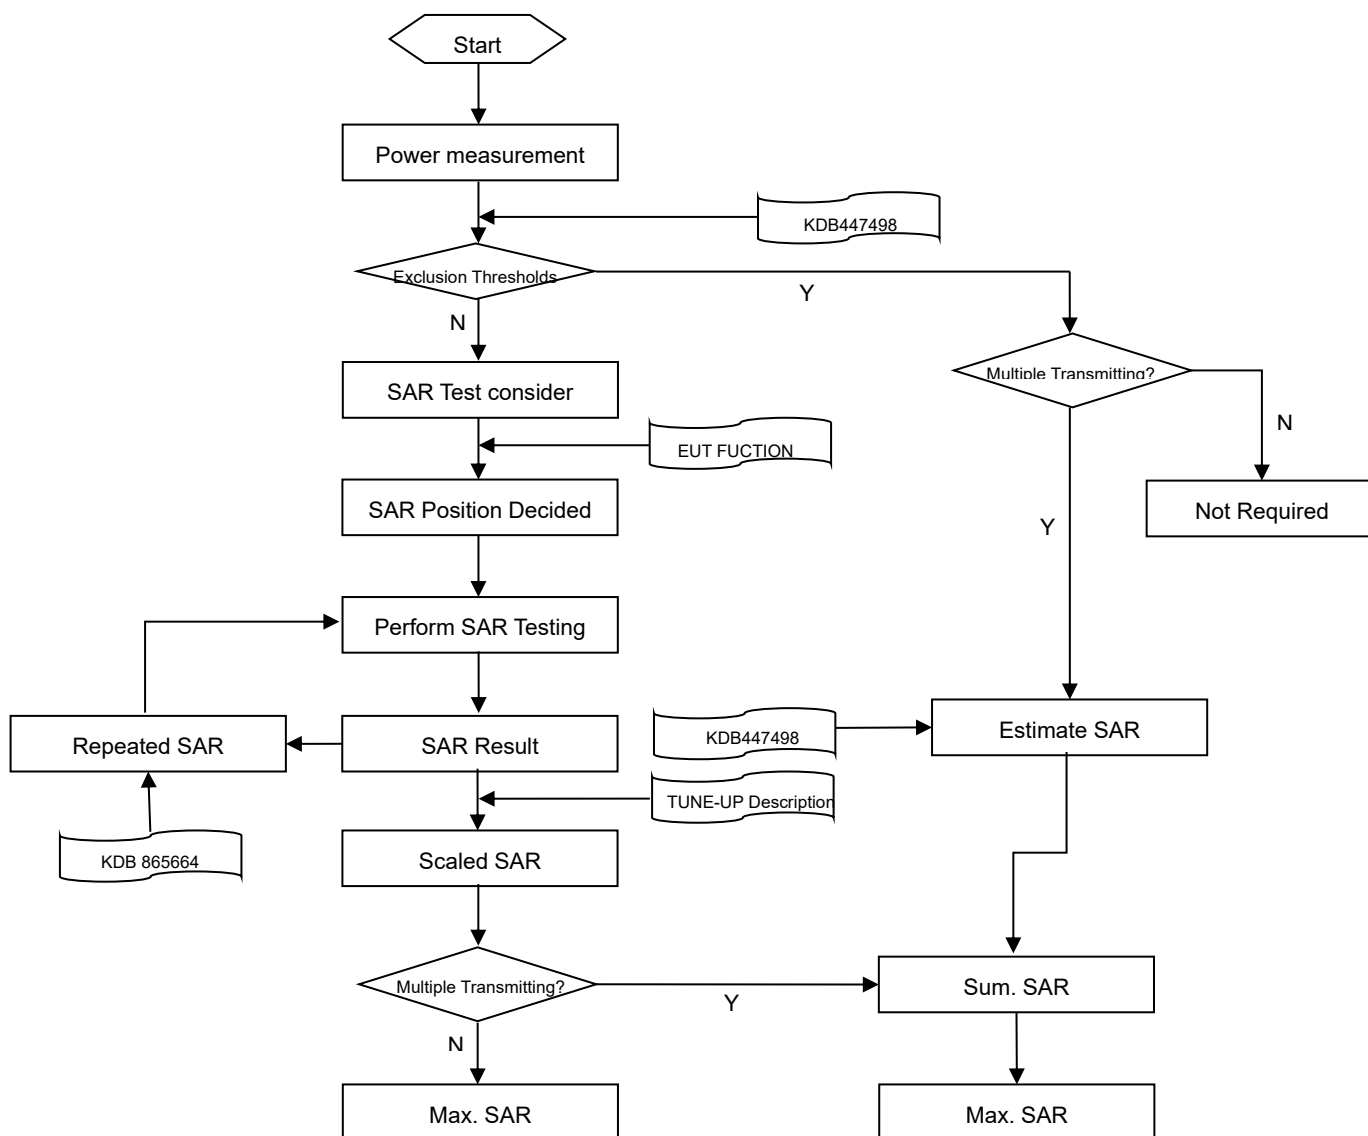 Start
Power measurement
KDB447498
Exclusion Thresholds
Y
N
Multiple Transmitting?
SAR Test consider
N
EUT FUCTION
SAR Position Decided
Not Required
Y
Perform SAR Testing
Repeated SAR
SAR Result
KDB447498
Estimate SAR
TUNE-UP Description
KDB 865664
Scaled SAR
Multiple Transmitting?
Y
Sum. SAR
N
Max. SAR
Max. SAR